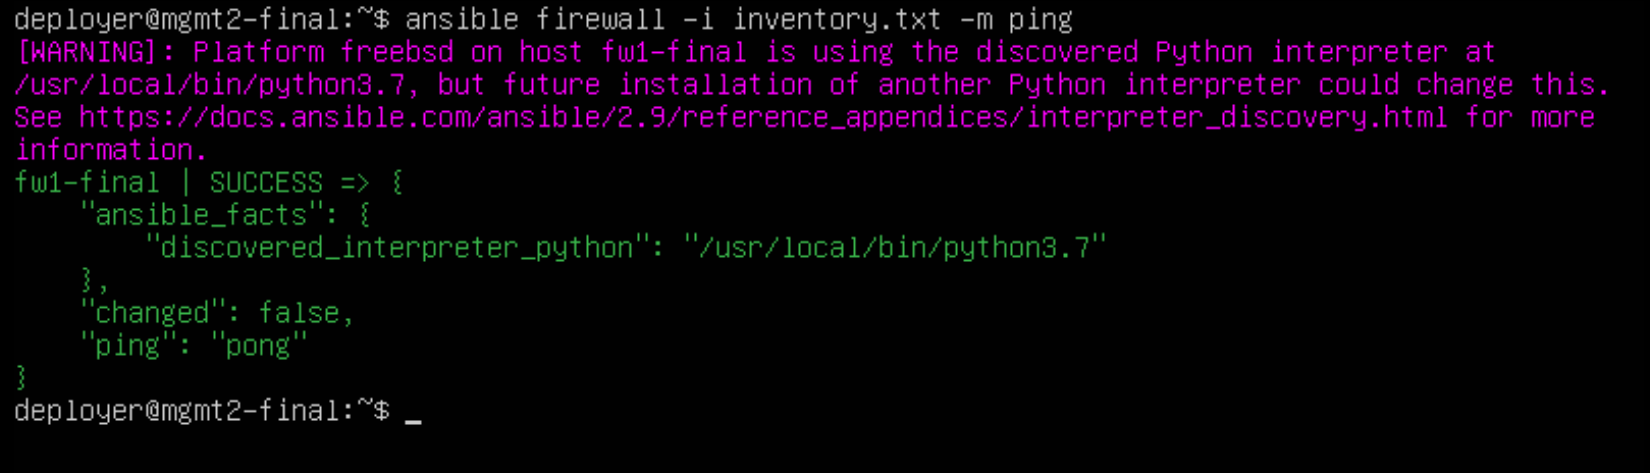 deployer@mgmt2-final:~$ ansible firewall -i inventory.txt -m ping
[WARNING]: Platform freebsd on host fw1-final is using the discovered Python interpreter at
/usr/local/bin/python3.7, but future installation of another Python interpreter could change this.
See https://docs.ansible.com/ansible/2.9/reference_appendices/interpreter_discovery.html for more
information.
fw1-final | SUCCESS => {
    "ansible_facts": {
        "discovered_interpreter_python": "/usr/local/bin/python3.7"
    },
    "changed": false,
    "ping": "pong"
}
deployer@mgmt2-final:~$ _